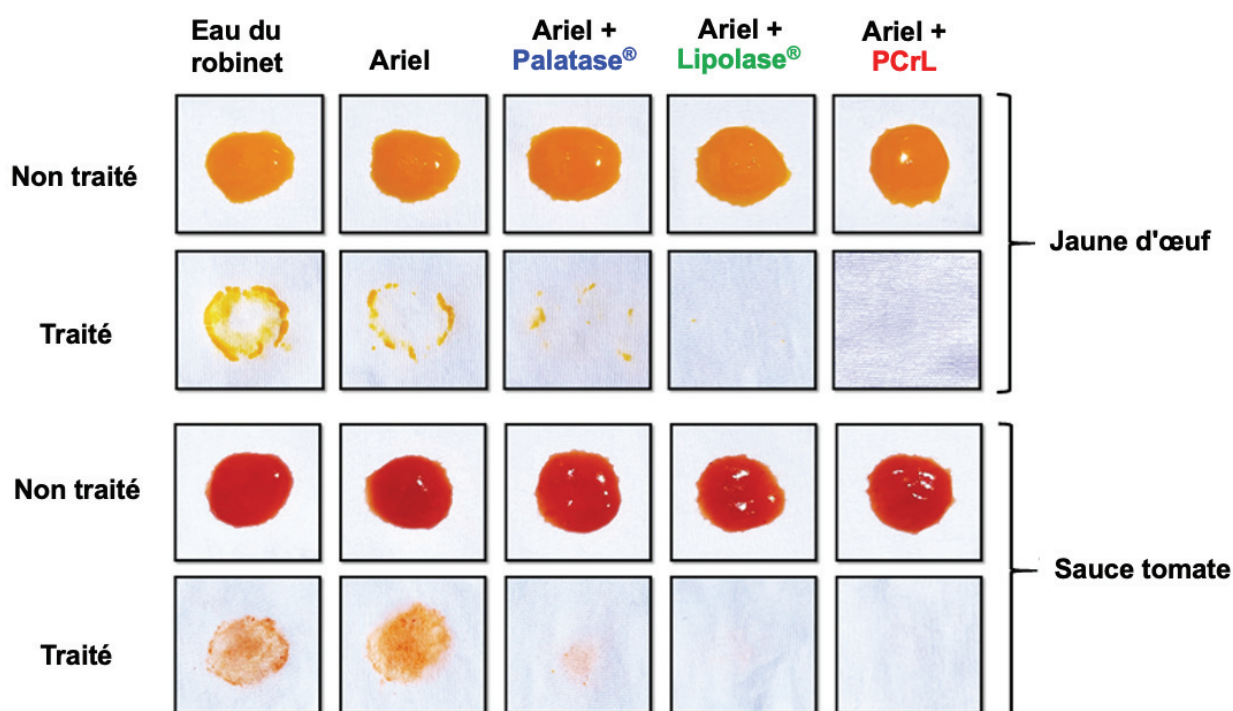 Eau du
robinet
Ariel
Ariel +
Palatase®
Ariel +
Lipolase®
Ariel +
PCrL
Non traité
Jaune d'œuf
Traité
Non traité
Sauce tomate
Traité